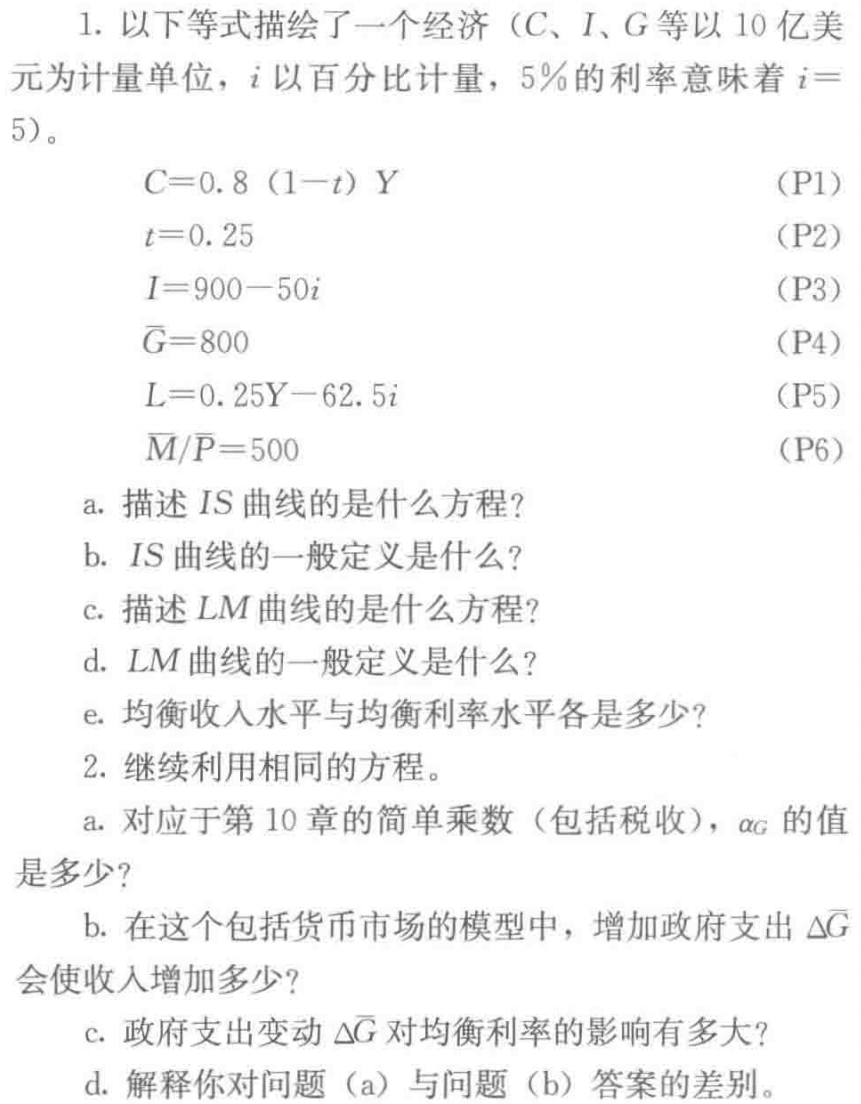 1. 以下等式描绘了一个经济（C、I、G 等以 10 亿美
元为计量单位，i 以百分比计量，5%的利率意味着 i=
5）。
C=0.8（1-t）Y （P1）
t=0.25 （P2）
I=900-50i （P3）
G̅=800 （P4）
L=0.25Y-62.5i （P5）
M̅/P̅=500 （P6）
a. 描述 IS 曲线的是什么方程？
b. IS 曲线的一般定义是什么？
c. 描述 LM 曲线的是什么方程？
d. LM 曲线的一般定义是什么？
e. 均衡收入水平与均衡利率水平各是多少？
2. 继续利用相同的方程。
a. 对应于第 10 章的简单乘数（包括税收），α_G 的值
是多少？
b. 在这个包括货币市场的模型中，增加政府支出 ΔG̅
会使收入增加多少？
c. 政府支出变动 ΔG̅ 对均衡利率的影响有多大？
d. 解释你对问题（a）与问题（b）答案的差别。